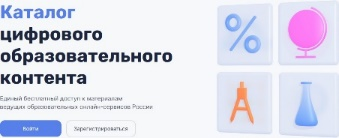 Каталог
цифрового
образовательного
контента
Единый бесплатный доступ к материалам
ведущих образовательных онлайн-сервисов России
Войти
Зарегистрироваться